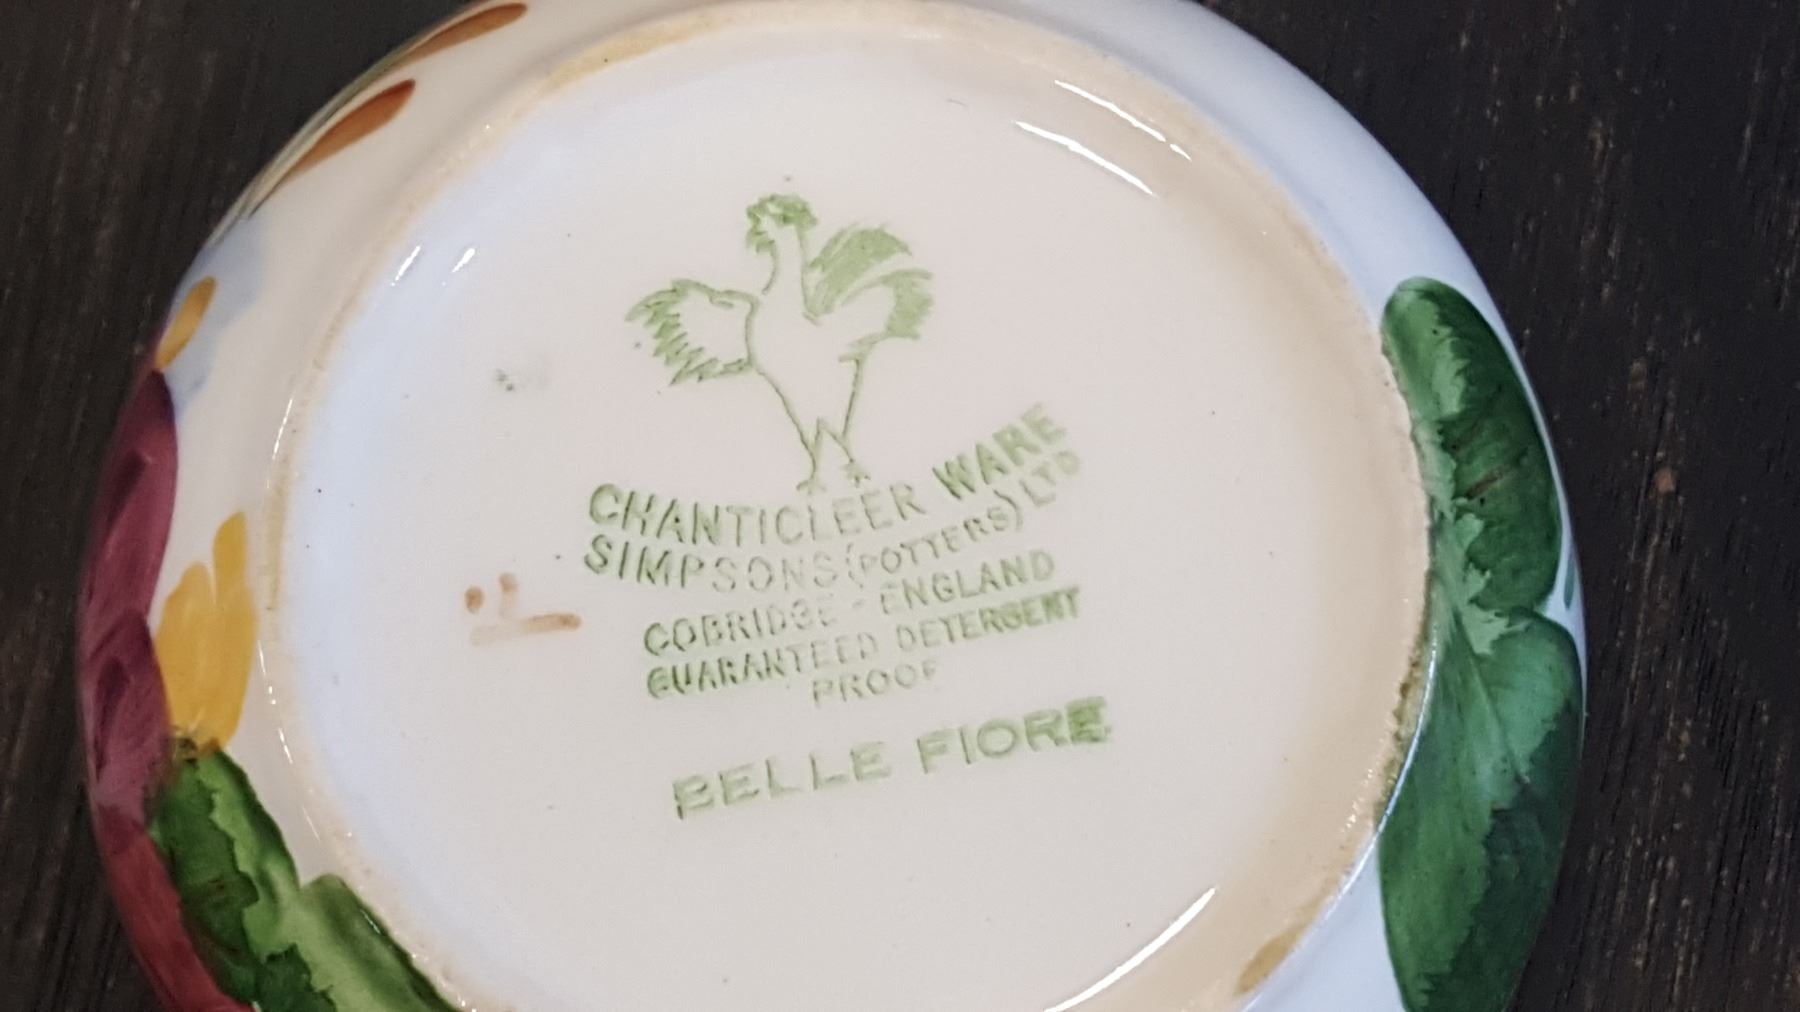 CHANTICLEER WARE
SIMPSONS (POTTERS) LTD
COBRIDGE - ENGLAND
GUARANTEED DETERGENT
PROOF
BELLE FIORE